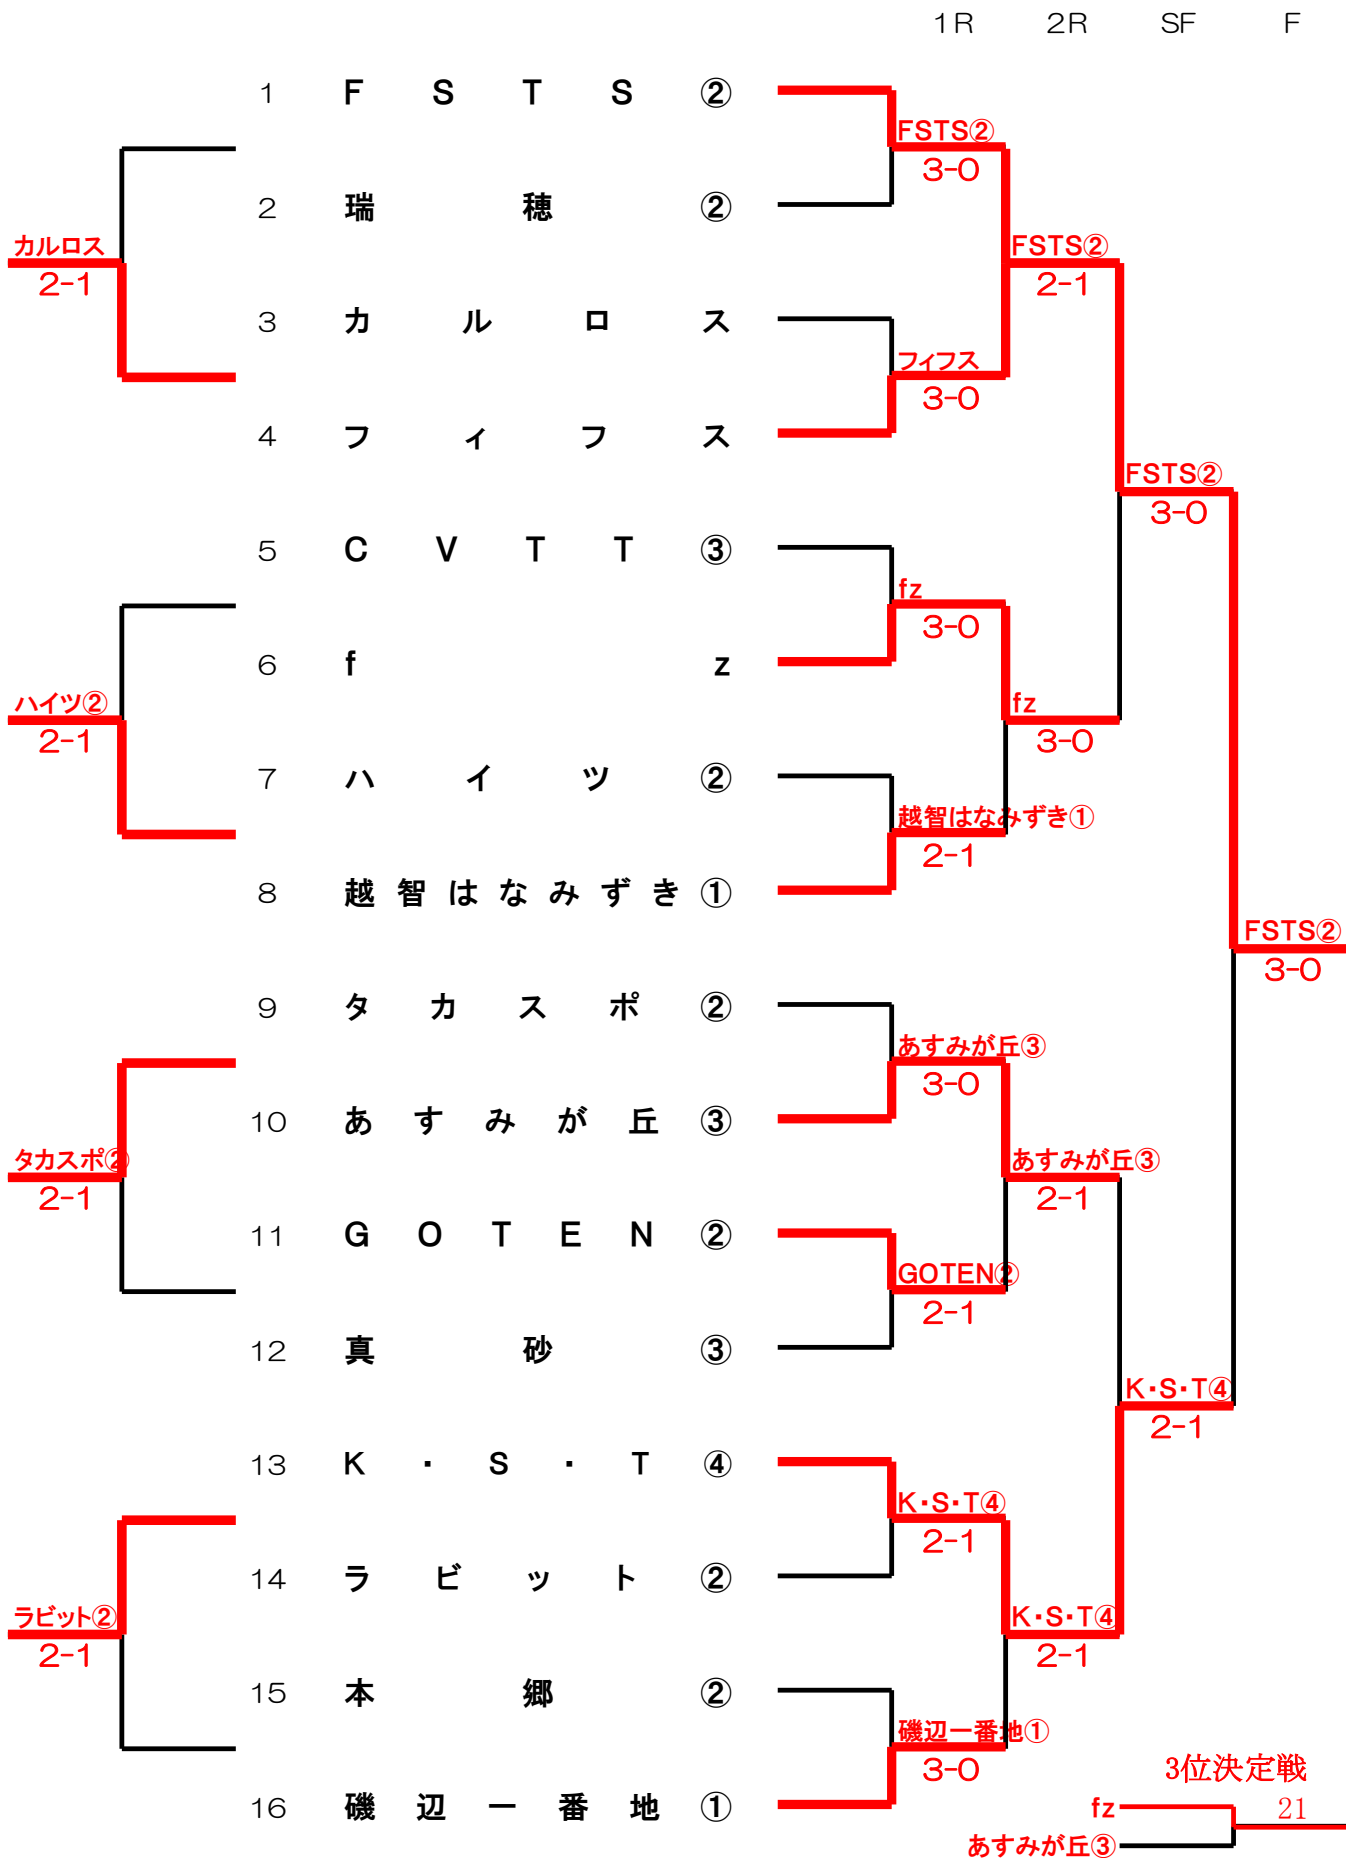 1R 2R SF F
1 F S T S ②
FSTS②
3-0
2 瑞 穂 ②
カルロス
2-1
FSTS②
2-1
3 カ ル ロ ス
フィフス
3-0
4 フ ィ フ ス
FSTS②
3-0
5 C V T T ③
fz
3-0
6 f z
ハイツ②
2-1
fz
3-0
7 ハ イ ツ ②
越智はなみずき①
2-1
8 越 智 は な み ず き ①
FSTS②
3-0
9 タ カ ス ポ ②
あすみが丘③
3-0
10 あ す み が 丘 ③
タカスポ②
2-1
あすみが丘③
2-1
11 G O T E N ②
GOTEN②
2-1
12 真 砂 ③
K・S・T④
2-1
13 K ・ S ・ T ④
K・S・T④
2-1
14 ラ ビ ッ ト ②
ラビット②
2-1
K・S・T④
2-1
15 本 郷 ②
磯辺一番地①
3-0
3位決定戦
16 磯 辺 一 番 地 ①
fz 21
あすみが丘③